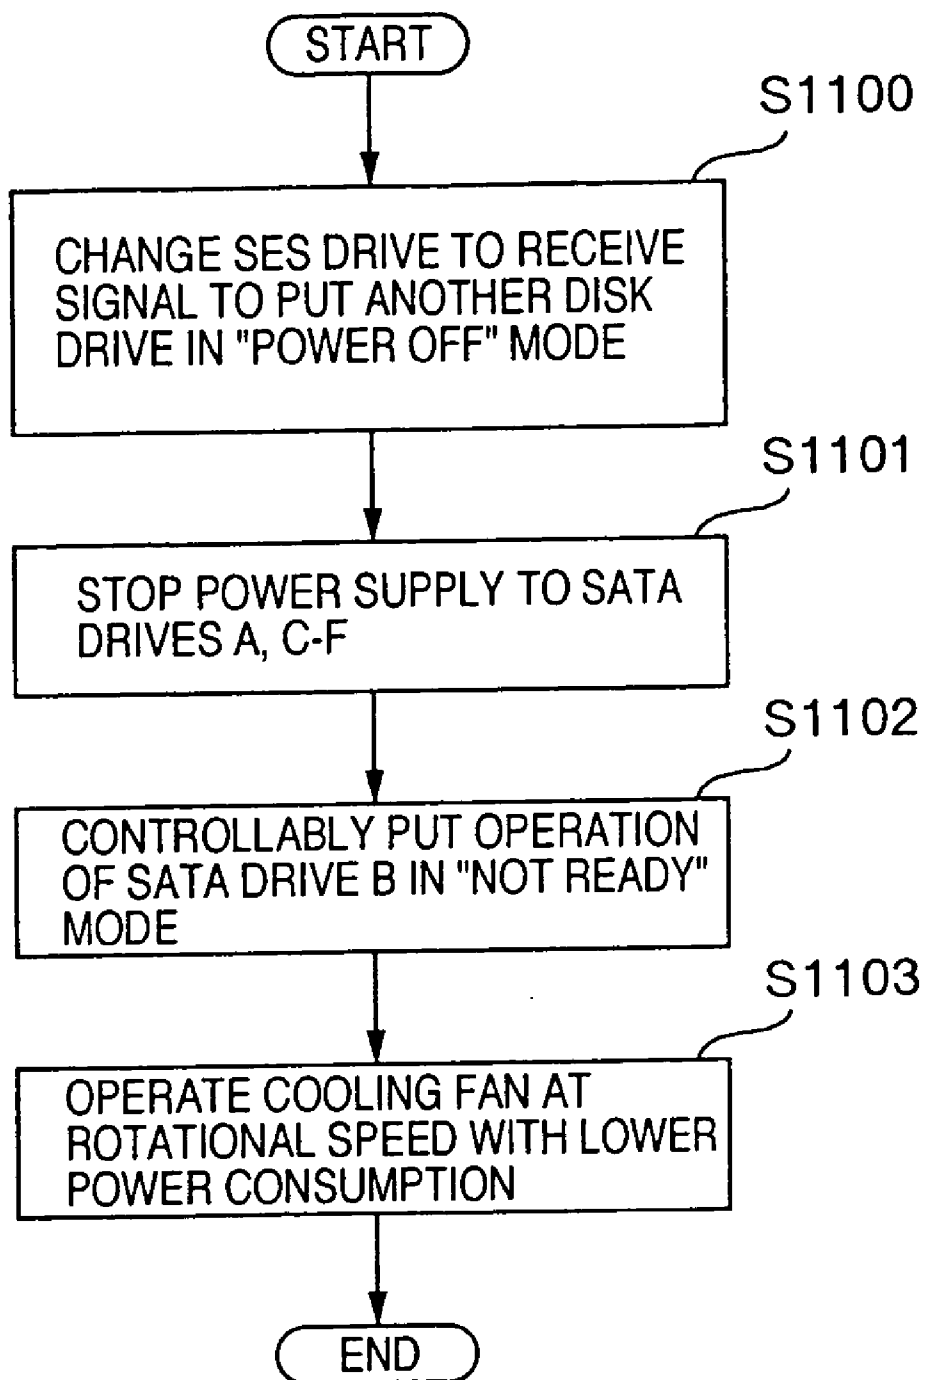 START
S1100
CHANGE SES DRIVE TO RECEIVE
SIGNAL TO PUT ANOTHER DISK
DRIVE IN "POWER OFF" MODE
S1101
STOP POWER SUPPLY TO SATA
DRIVES A, C-F
S1102
CONTROLLABLY PUT OPERATION
OF SATA DRIVE B IN "NOT READY"
MODE
S1103
OPERATE COOLING FAN AT
ROTATIONAL SPEED WITH LOWER
POWER CONSUMPTION
END